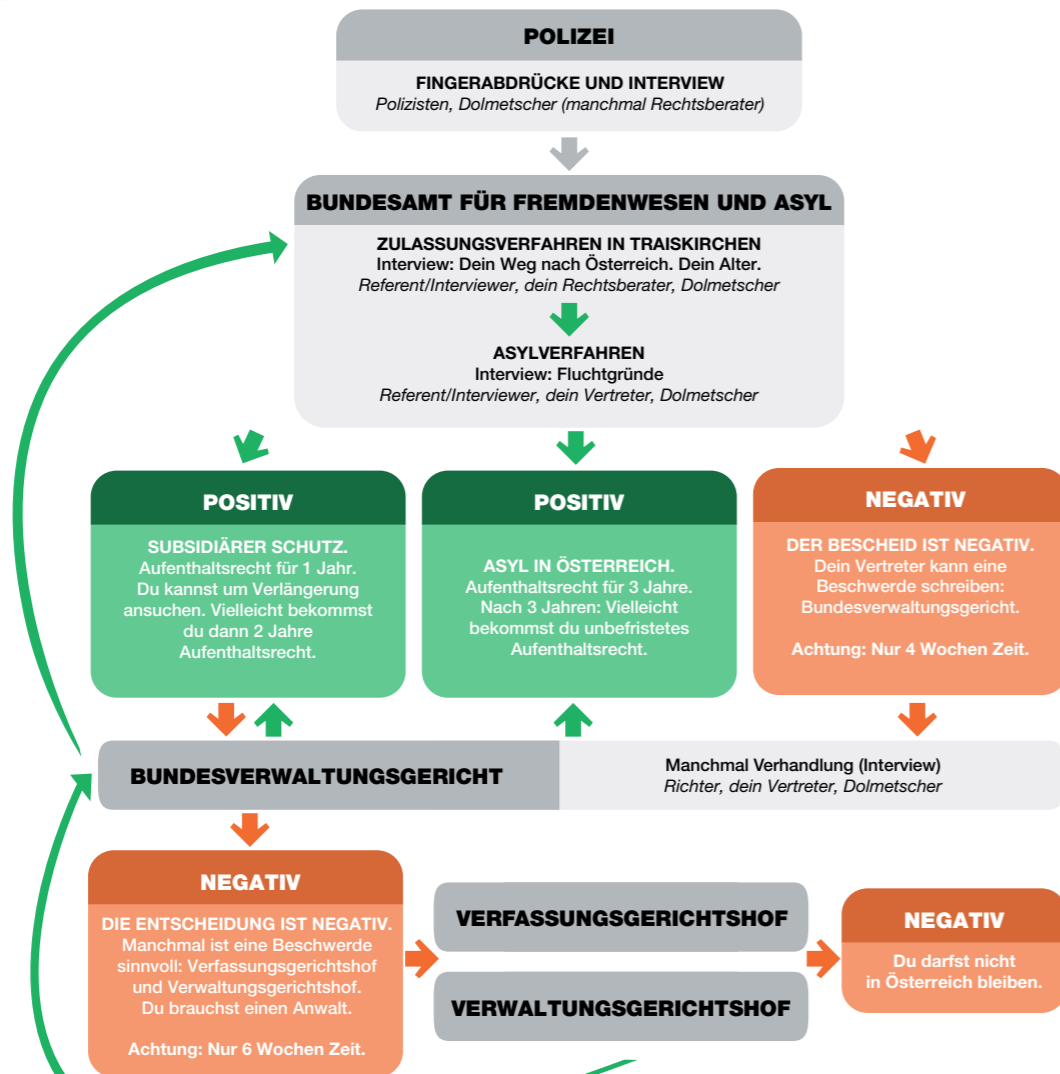 POLIZEI
FINGERABDRÜCKE UND INTERVIEW
Polizisten, Dolmetscher (manchmal Rechtsberater)
BUNDESAMT FÜR FREMDENWESEN UND ASYL
ZULASSUNGSVERFAHREN IN TRAISKIRCHEN
Interview: Dein Weg nach Österreich. Dein Alter.
Referent/Interviewer, dein Rechtsberater, Dolmetscher
ASYLVERFAHREN
Interview: Fluchtgründe
Referent/Interviewer, dein Vertreter, Dolmetscher
POSITIV
SUBSIDIÄRER SCHUTZ.
Aufenthaltsrecht für 1 Jahr.
Du kannst um Verlängerung
ansuchen. Vielleicht bekommst
du dann 2 Jahre
Aufenthaltsrecht.
POSITIV
ASYL IN ÖSTERREICH.
Aufenthaltsrecht für 3 Jahre.
Nach 3 Jahren: Vielleicht
bekommst du unbefristetes
Aufenthaltsrecht.
NEGATIV
DER BESCHEID IST NEGATIV.
Dein Vertreter kann eine
Beschwerde schreiben:
Bundesverwaltungsgericht.
Achtung: Nur 4 Wochen Zeit.
BUNDESVERWALTUNGSGERICHT
Manchmal Verhandlung (Interview)
Richter, dein Vertreter, Dolmetscher
NEGATIV
DIE ENTSCHEIDUNG IST NEGATIV.
Manchmal ist eine Beschwerde
sinnvoll: Verfassungsgerichtshof
und Verwaltungsgerichtshof.
Du brauchst einen Anwalt.
Achtung: Nur 6 Wochen Zeit.
VERFASSUNGSGERICHTSHOF
VERWALTUNGSGERICHTSHOF
NEGATIV
Du darfst nicht
in Österreich bleiben.